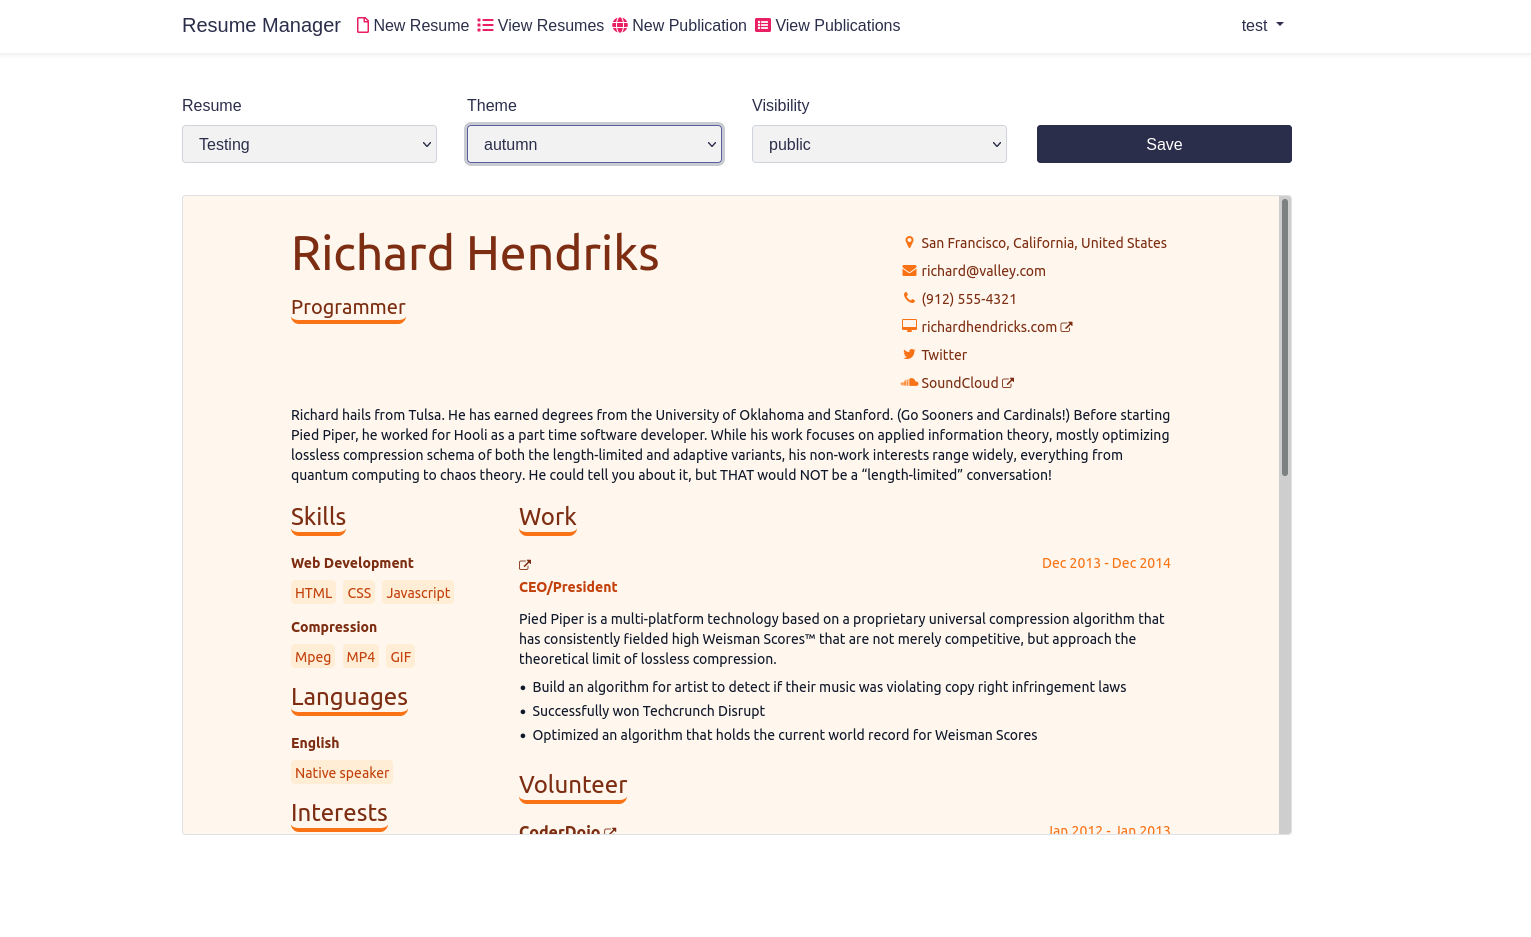 Resume Manager New Resume View Resumes New Publication View Publications test
Resume Theme Visibility
Testing autumn public Save
Richard Hendriks
Programmer
San Francisco, California, United States
richard@valley.com
(912) 555-4321
richardhendricks.com
Twitter
SoundCloud
Richard hails from Tulsa. He has earned degrees from the University of Oklahoma and Stanford. (Go Sooners and Cardinals!) Before starting
Pied Piper, he worked for Hooli as a part time software developer. While his work focuses on applied information theory, mostly optimizing
lossless compression schema of both the length-limited and adaptive variants, his non-work interests range widely, everything from
quantum computing to chaos theory. He could tell you about it, but THAT would NOT be a “length-limited” conversation!
Skills
Web Development
HTML CSS Javascript
Compression
Mpeg MP4 GIF
Languages
English
Native speaker
Interests
Work
Dec 2013 - Dec 2014
CEO/President
Pied Piper is a multi-platform technology based on a proprietary universal compression algorithm that
has consistently fielded high Weisman Scores™ that are not merely competitive, but approach the
theoretical limit of lossless compression.
• Build an algorithm for artist to detect if their music was violating copy right infringement laws
• Successfully won Techcrunch Disrupt
• Optimized an algorithm that holds the current world record for Weisman Scores
Volunteer
CoderDojo Jan 2012 - Jan 2013